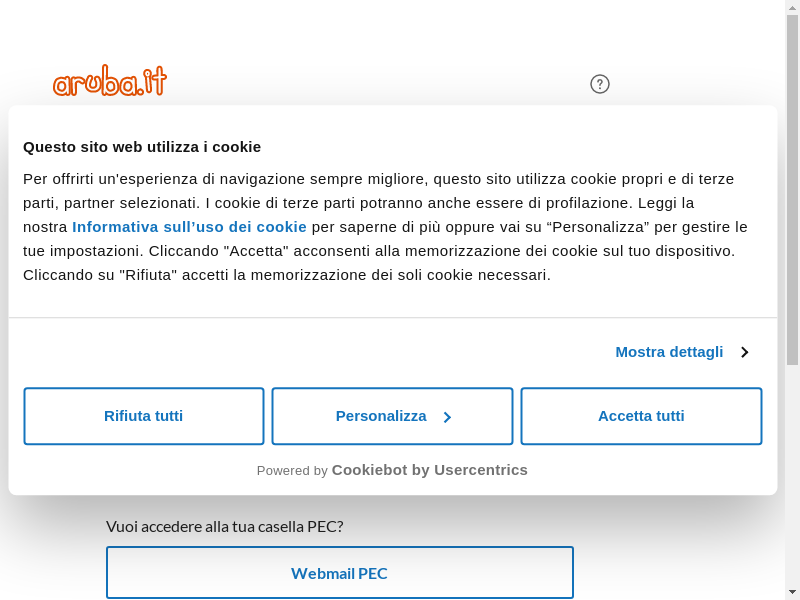 aruba.it
Questo sito web utilizza i cookie
Per offrirti un'esperienza di navigazione sempre migliore, questo sito utilizza cookie propri e di terze
parti, partner selezionati. I cookie di terze parti potranno anche essere di profilazione. Leggi la
nostra Informativa sull’uso dei cookie per saperne di più oppure vai su “Personalizza” per gestire le
tue impostazioni. Cliccando "Accetta" acconsenti alla memorizzazione dei cookie sul tuo dispositivo.
Cliccando su "Rifiuta" accetti la memorizzazione dei soli cookie necessari.
Mostra dettagli
Rifiuta tutti Personalizza Accetta tutti
Powered by Cookiebot by Usercentrics
Vuoi accedere alla tua casella PEC?
Webmail PEC